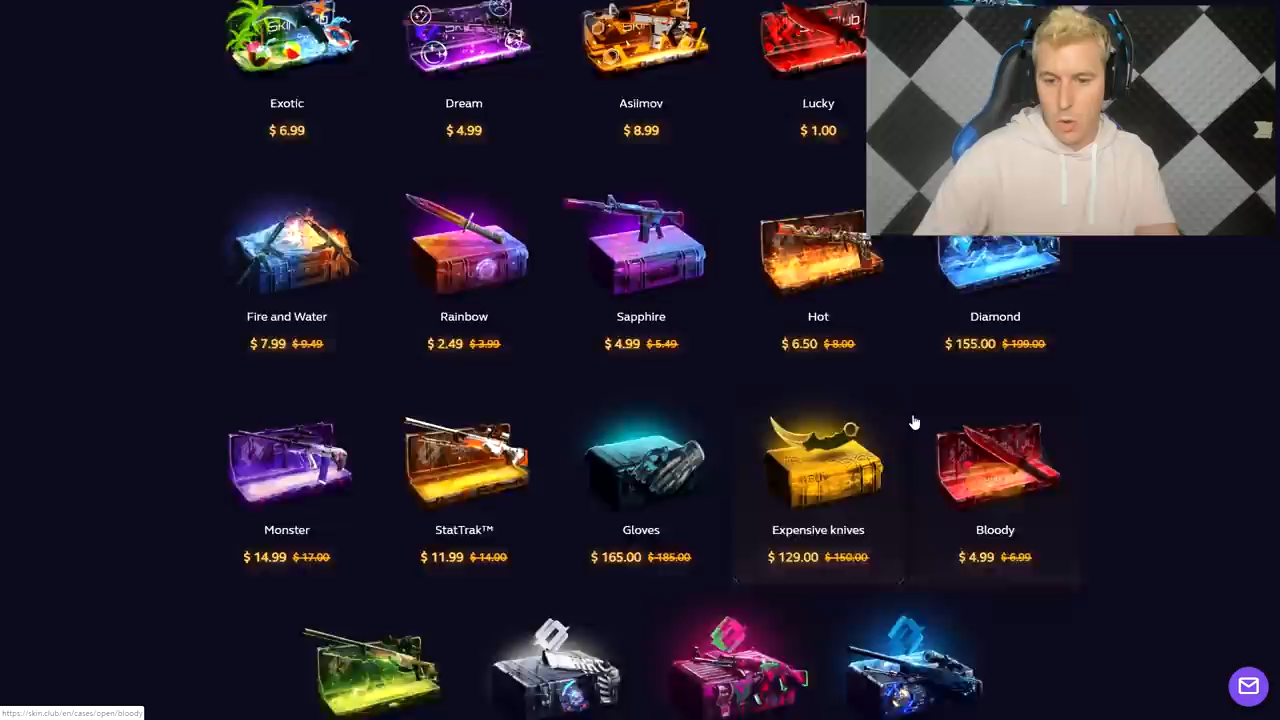 SKIN CLUB
Exotic
Dream
Asiimov
Lucky
$ 6.99
$ 4.99
$ 8.99
$ 1.00
Fire and Water
Rainbow
Sapphire
Hot
Diamond
$ 7.99 $ 9.49
$ 2.49 $ 3.99
$ 4.99 $ 5.49
$ 6.50 $ 8.00
$ 155.00 $ 199.00
Monster
StatTrak™
Gloves
Expensive knives
Bloody
$ 14.99 $ 17.00
$ 11.99 $ 14.00
$ 165.00 $ 185.00
$ 129.00 $ 150.00
$ 4.99 $ 6.99
https://skin.club/en/cases/open/bloody